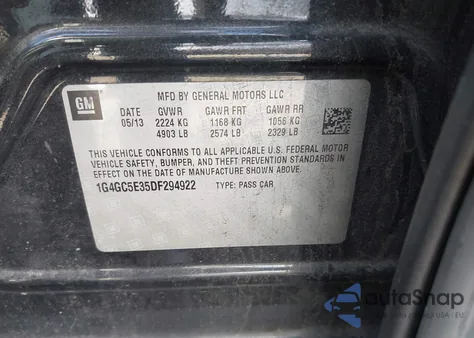 GM
MFD BY GENERAL MOTORS LLC
DATE GVWR GAWR FRT GAWR RR
05/13 2224 KG 1168 KG 1056 KG
4903 LB 2574 LB 2329 LB
THIS VEHICLE CONFORMS TO ALL APPLICABLE U.S. FEDERAL MOTOR
VEHICLE SAFETY, BUMPER, AND THEFT PREVENTION STANDARDS IN
EFFECT ON THE DATE OF MANUFACTURE SHOWN ABOVE.
1G4GC5E35DF294922 TYPE: PASS CAR
AutoSnap